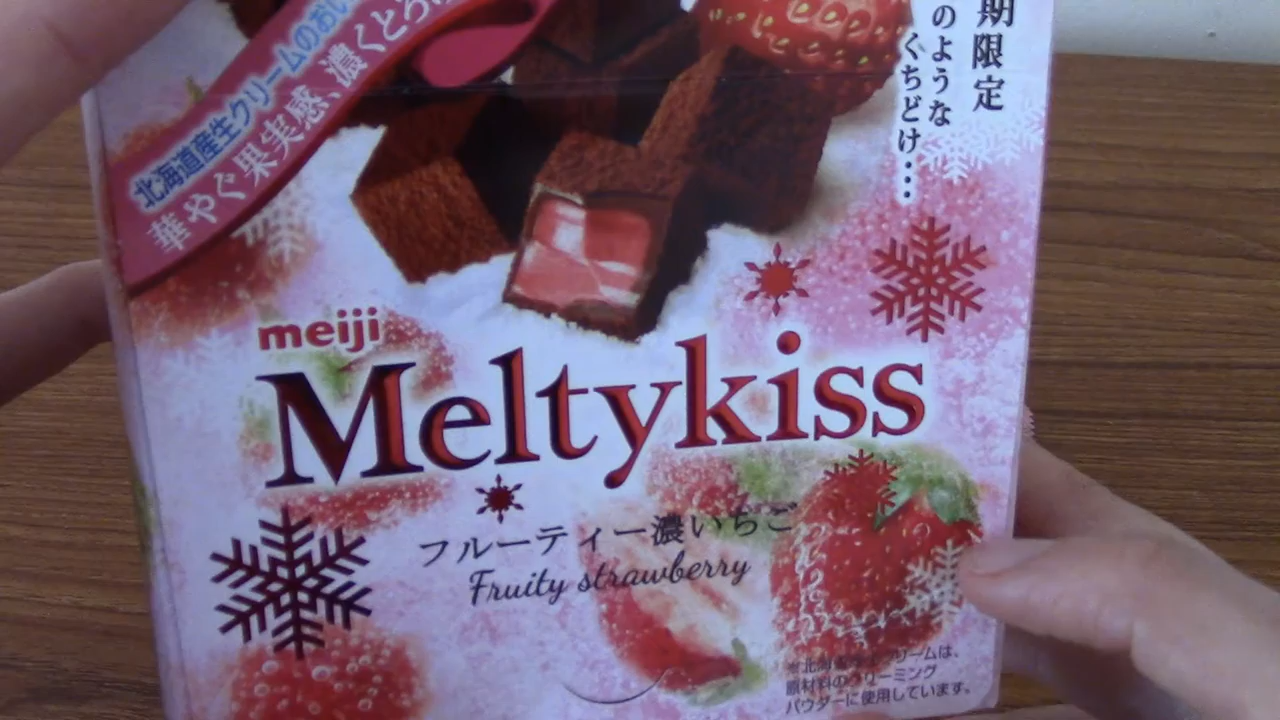 北海道産生クリームのおい
華やぐ果実感、濃くとろけ
期限定
のような
くちどけ…
meiji
Meltykiss
フルーティー濃いちご
Fruity strawberry
※北海道産生クリームは、
原材料のクリーミング
パウダーに使用しています。